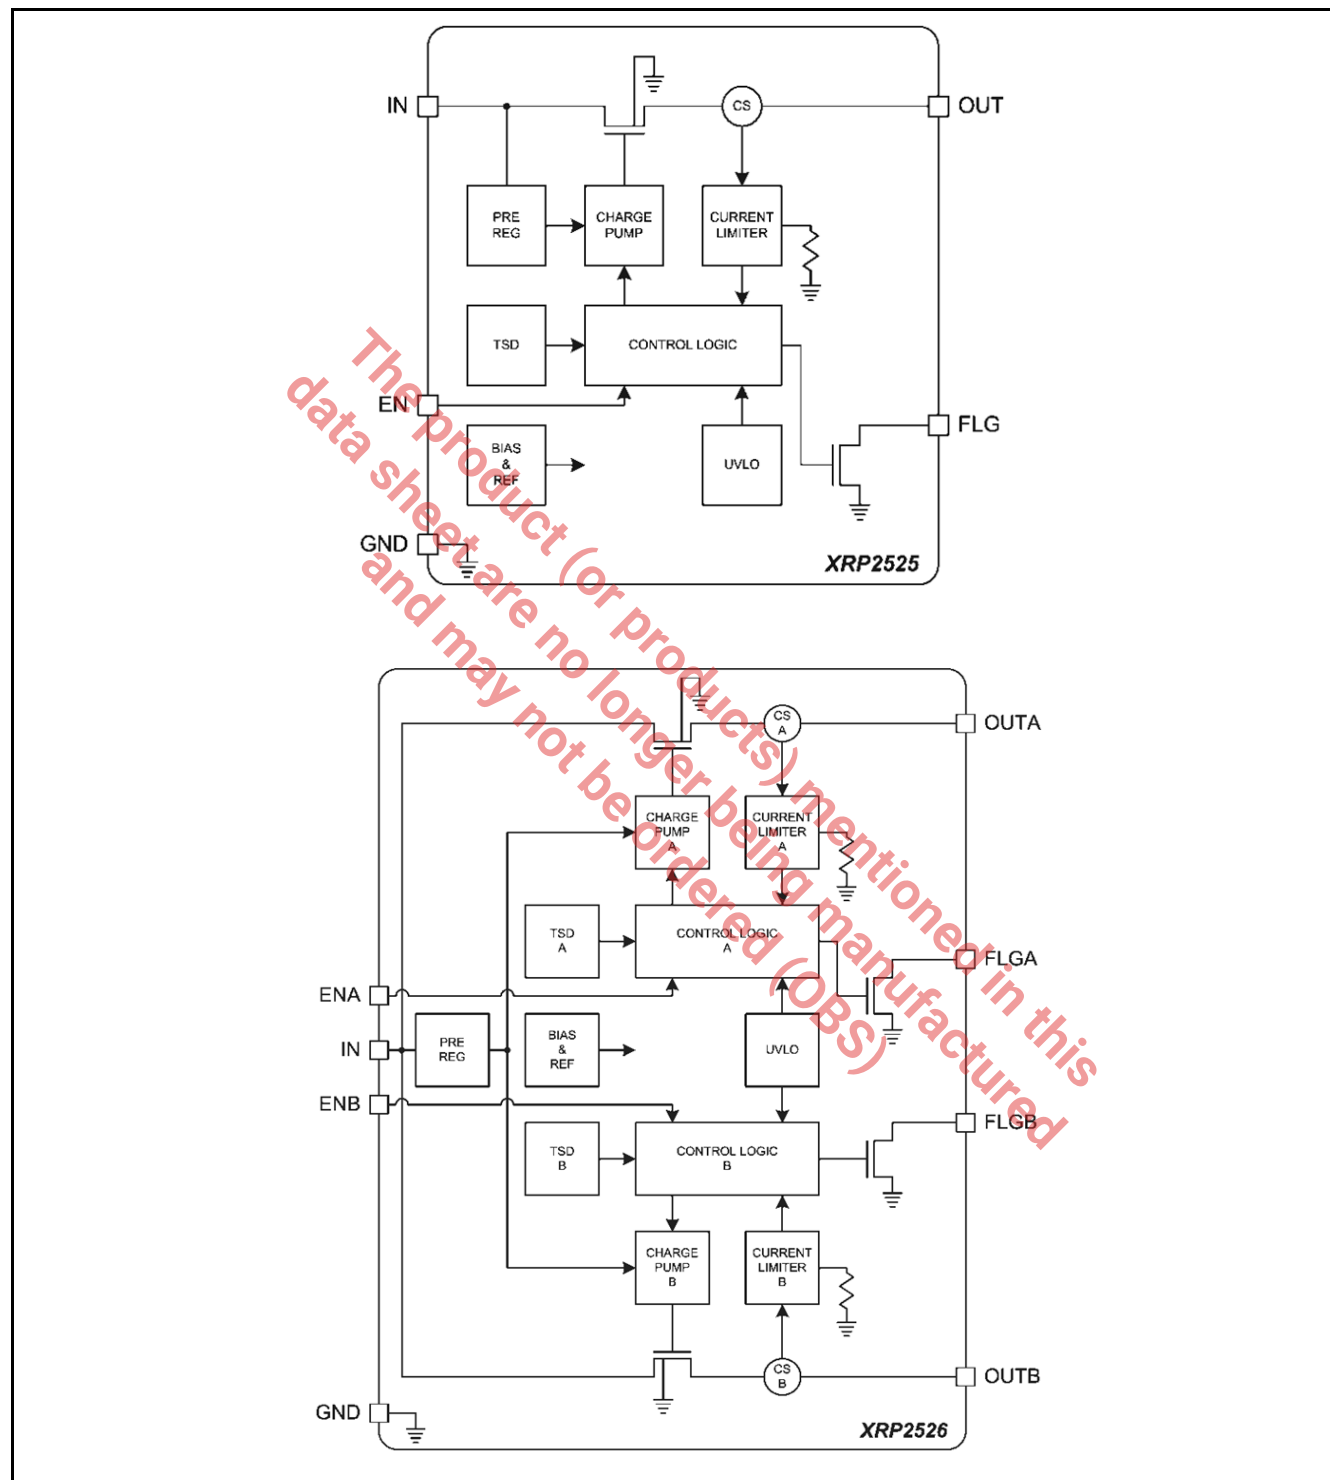 IN
OUT
CS
PRE
REG
CHARGE
PUMP
CURRENT
LIMITER
TSD
CONTROL LOGIC
EN
FLG
BIAS
&
REF
UVLO
GND
XRP2525
The product (or products) mentioned in this
data sheet are no longer being manufactured
and may not be ordered (OBS)
CS
A
OUTA
CHARGE
PUMP
A
CURRENT
LIMITER
A
TSD
A
CONTROL LOGIC
A
FLGA
ENA
IN
PRE
REG
BIAS
&
REF
UVLO
ENB
FLGB
TSD
B
CONTROL LOGIC
B
CHARGE
PUMP
B
CURRENT
LIMITER
B
CS
B
OUTB
GND
XRP2526